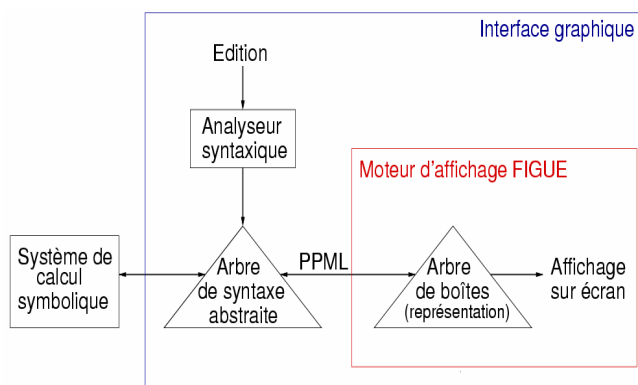 Interface graphique
Edition
Analyseur
syntaxique
Moteur d'affichage FIGUE
Système de
calcul
symbolique
Arbre
de syntaxe
abstraite
PPML
Arbre
de boîtes
(représentation)
Affichage
sur écran